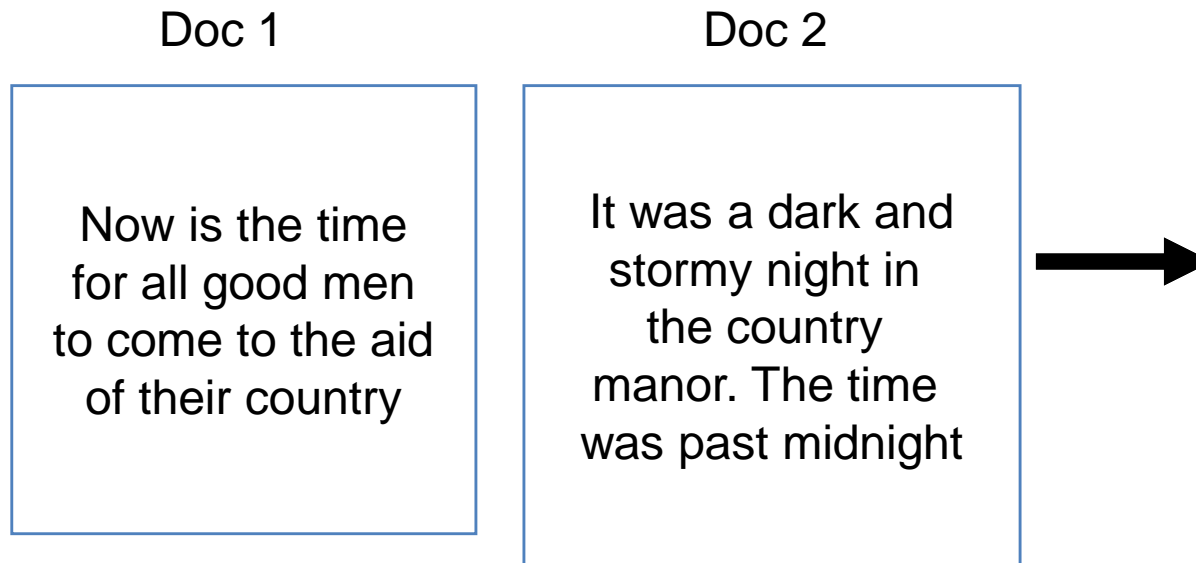 Doc 1
Now is the time
for all good men
to come to the aid
of their country
Doc 2
It was a dark and
stormy night in
the country
manor. The time
was past midnight